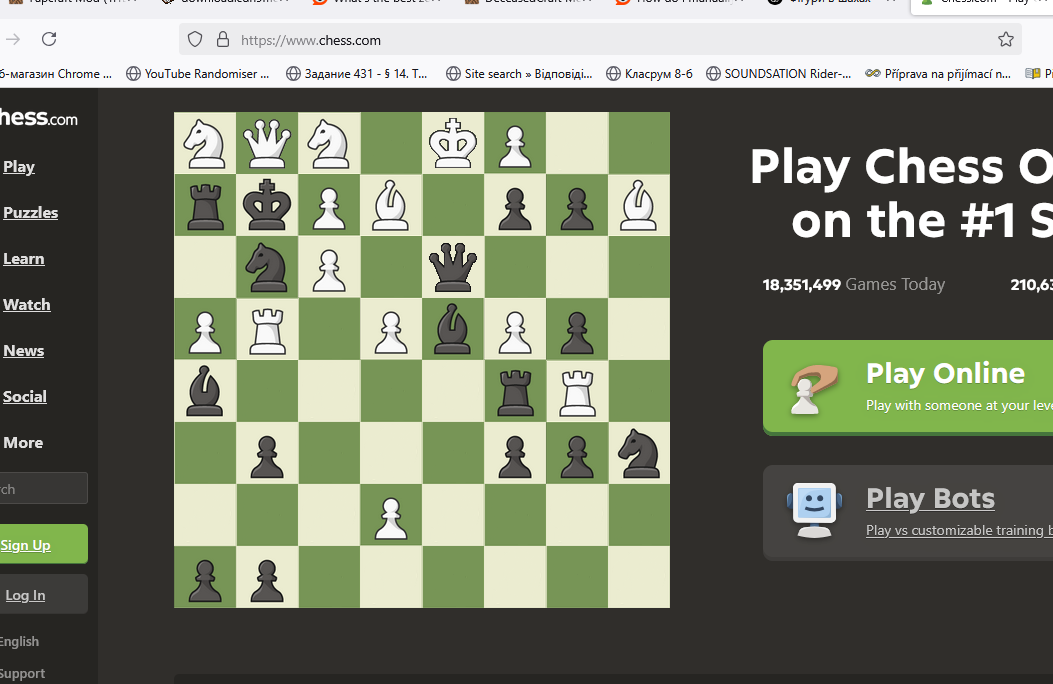 https://www.chess.com
б-магазин Chrome ...
YouTube Randomiser ...
Задание 431 - § 14. Т...
Site search » Відповіді...
Класрум 8-б
SOUNDSATION Rider-...
Příprava na přijímací n...
hess.com
Play
Puzzles
Learn
Watch
News
Social
More
rch
Sign Up
Log In
English
Support
Play Chess O
on the #1 S
18,351,499 Games Today
210,63
Play Online
Play with someone at your leve
Play Bots
Play vs customizable training b